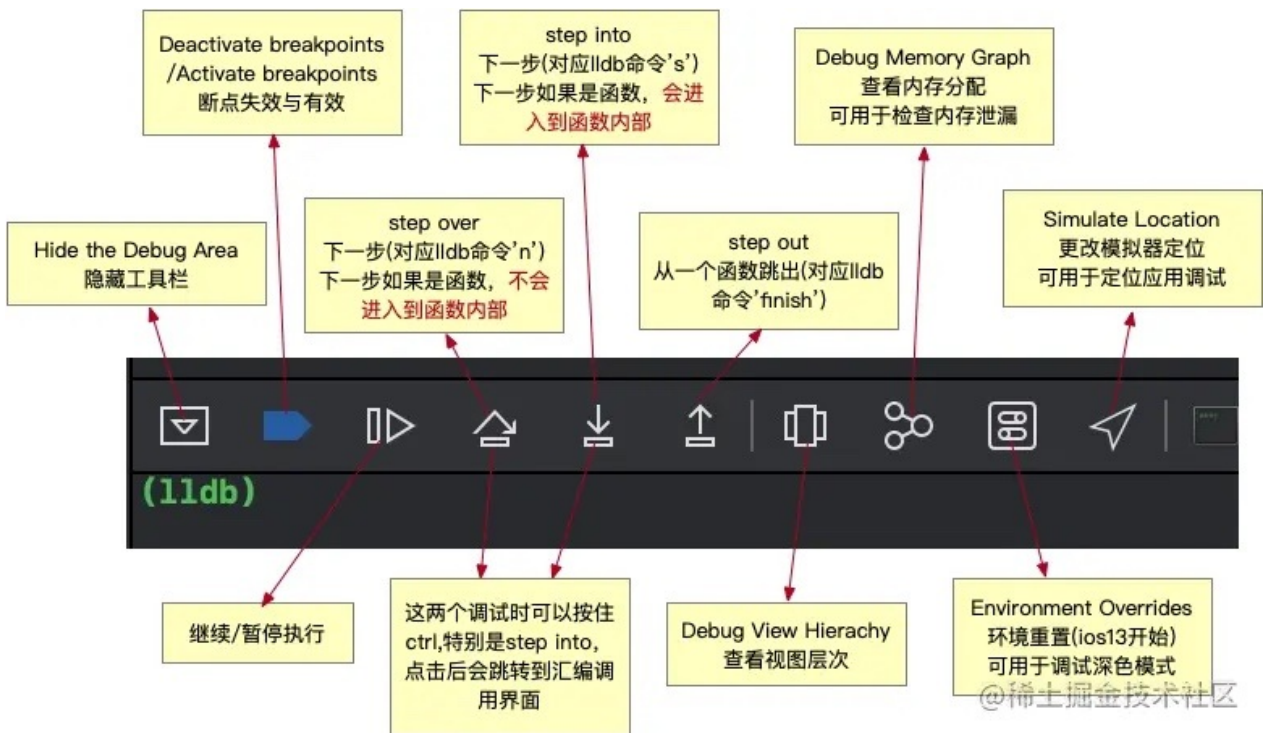 Deactivate breakpoints
/Activate breakpoints
断点失效与有效
step into
下一步(对应lldb命令's')
下一步如果是函数，会进
入到函数内部
Debug Memory Graph
查看内存分配
可用于检查内存泄漏
Hide the Debug Area
隐藏工具栏
step over
下一步(对应lldb命令'n')
下一步如果是函数，不会
进入到函数内部
step out
从一个函数跳出(对应lldb
命令'finish')
Simulate Location
更改模拟器定位
可用于定位应用调试
(lldb)
继续/暂停执行
这两个调试时可以按住
ctrl,特别是step into，
点击后会跳转到汇编调
用界面
Debug View Hierachy
查看视图层次
Environment Overrides
环境重置(ios13开始)
可用于调试深色模式
@稀土掘金技术社区